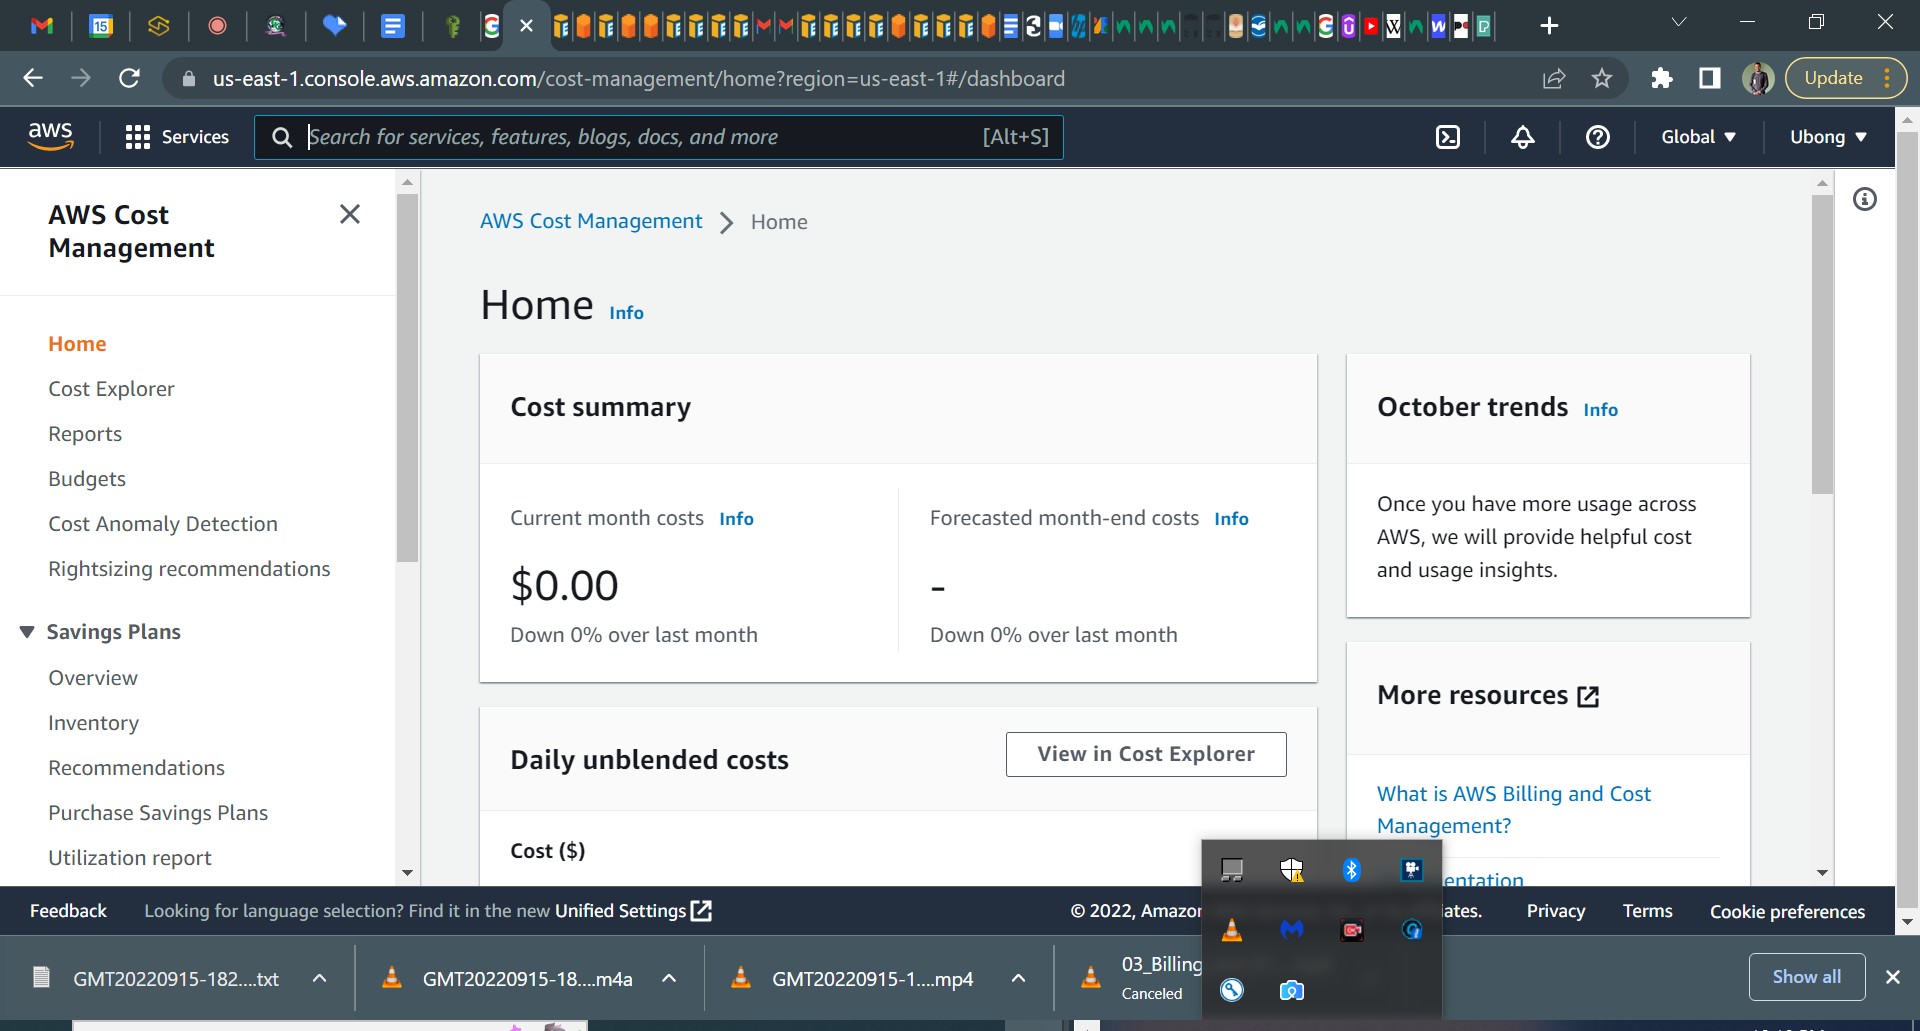 us-east-1.console.aws.amazon.com/cost-management/home?region=us-east-1#/dashboard
Update
aws
Services
Search for services, features, blogs, docs, and more
[Alt+S]
Global
Ubong
AWS Cost
Management
Home
Cost Explorer
Reports
Budgets
Cost Anomaly Detection
Rightsizing recommendations
Savings Plans
Overview
Inventory
Recommendations
Purchase Savings Plans
Utilization report
AWS Cost Management
Home
Home Info
Cost summary
Current month costs Info
$0.00
Down 0% over last month
Forecasted month-end costs Info
-
Down 0% over last month
Daily unblended costs
View in Cost Explorer
Cost ($)
October trends Info
Once you have more usage across
AWS, we will provide helpful cost
and usage insights.
More resources
What is AWS Billing and Cost
Management?
entation
Feedback
Looking for language selection? Find it in the new Unified Settings
© 2022, Amazon
iates.
Privacy
Terms
Cookie preferences
GMT20220915-182....txt
GMT20220915-18....m4a
GMT20220915-1....mp4
03_Billing
Canceled
Show all